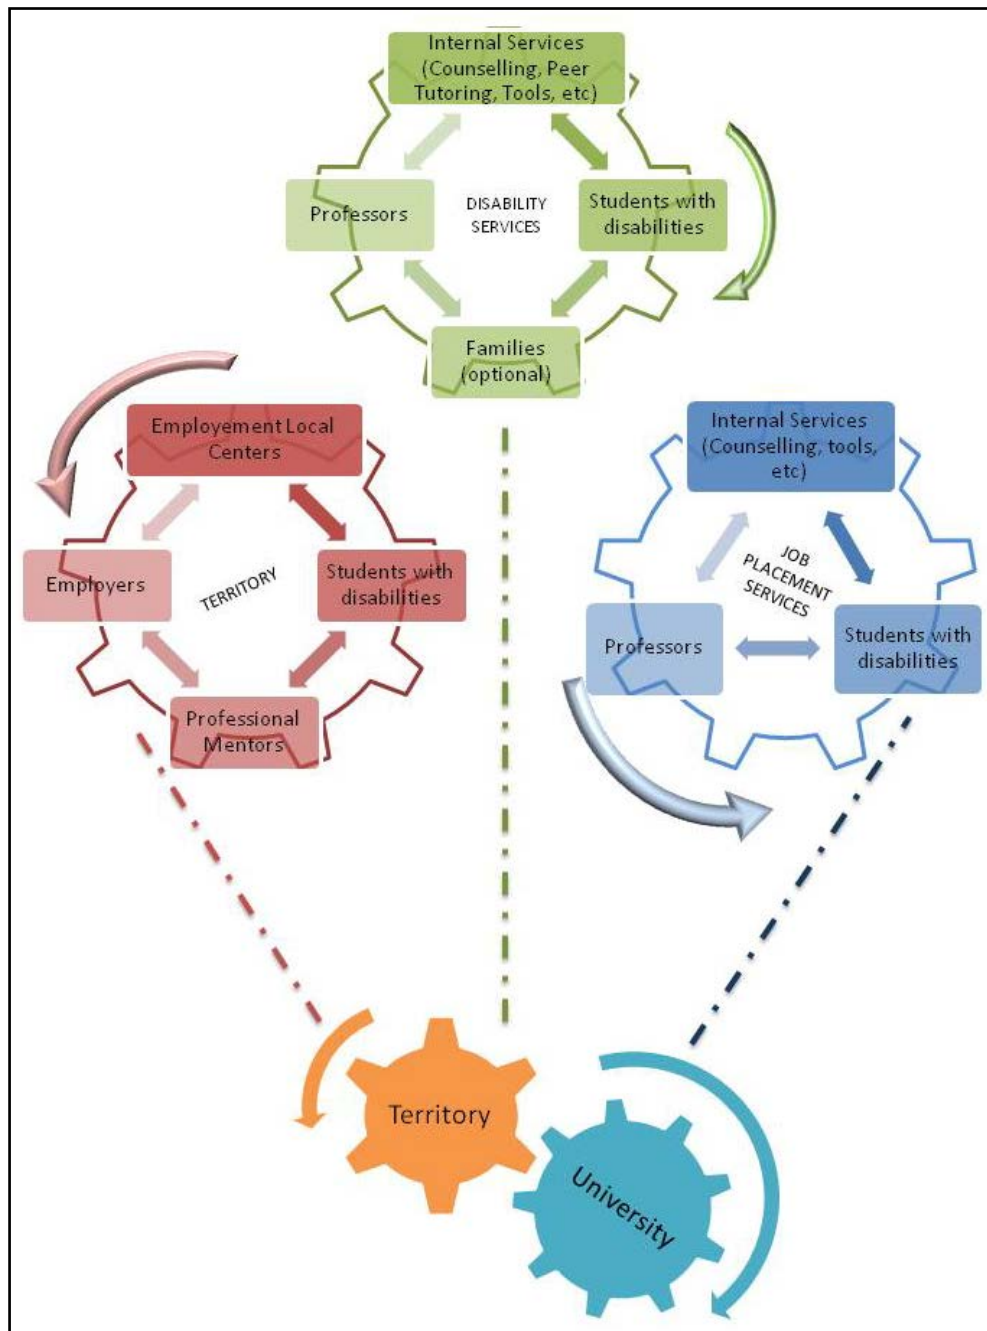 Internal Services
(Counselling, Peer
Tutoring, Tools, etc)
Professors
DISABILITY
SERVICES
Students with
disabilities
Families
(optional)
Employement Local
Centers
Employers
TERRITORY
Students with
disabilities
Professional
Mentors
Internal Services
(Counselling, tools,
etc)
JOB
PLACEMENT
SERVICES
Professors
Students with
disabilities
Territory
University